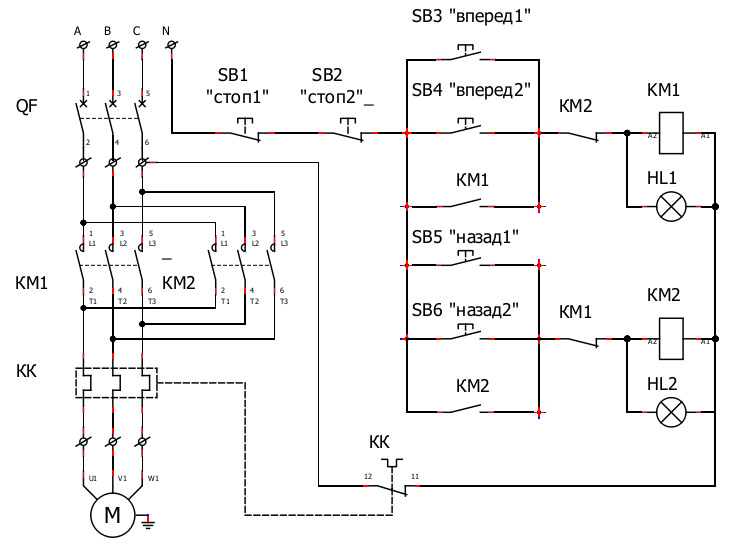 A B C N
SB3 "вперед1"
SB1 "стоп1"
SB2 "стоп2"_
SB4 "вперед2"
QF
1 3 5
2 4 6
KM2
KM1
A2 A1
HL1
KM1
SB5 "назад1"
1 L1 3 L2 5 L3
1 L1 3 L2 5 L3
KM1
_
KM2
2 T1 4 T2 6 T3
2 T1 4 T2 6 T3
SB6 "назад2"
KM1
KM2
A2 A1
HL2
KM2
KK
KK
12 11
U1 V1 W1
M